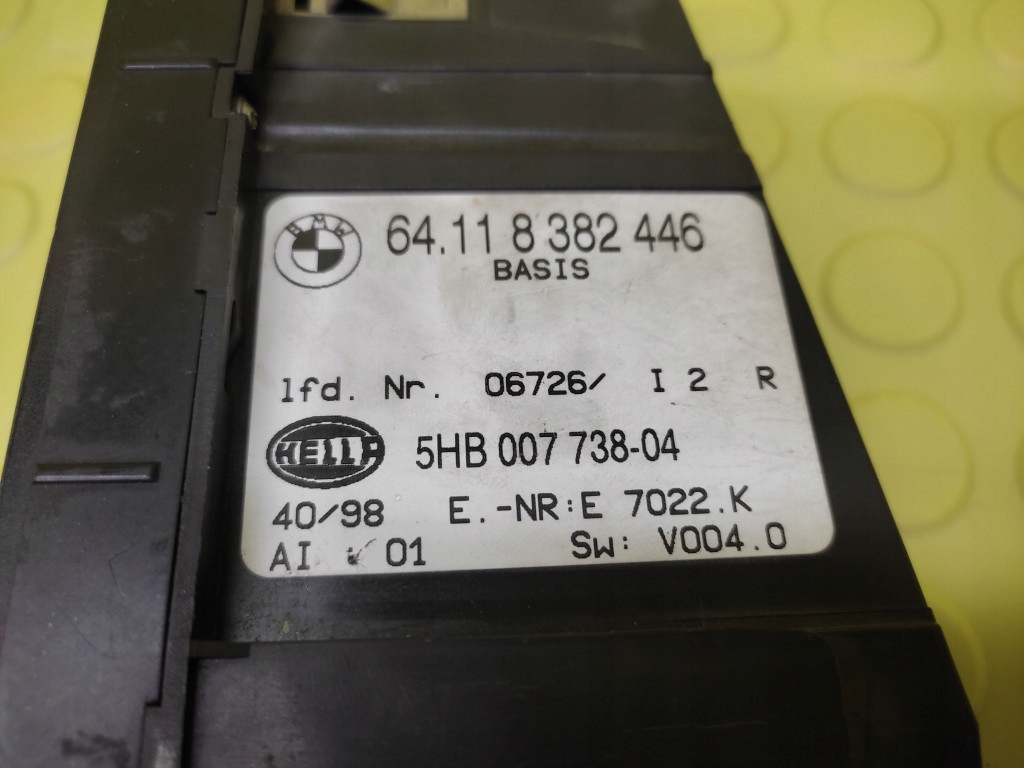 BMW 64.11 8 382 446
BASIS
lfd. Nr. 06726/ I 2 R
HELLA 5HB 007 738-04
40/98 E.-NR:E 7022.K
AI : 01 Sw: V004.0